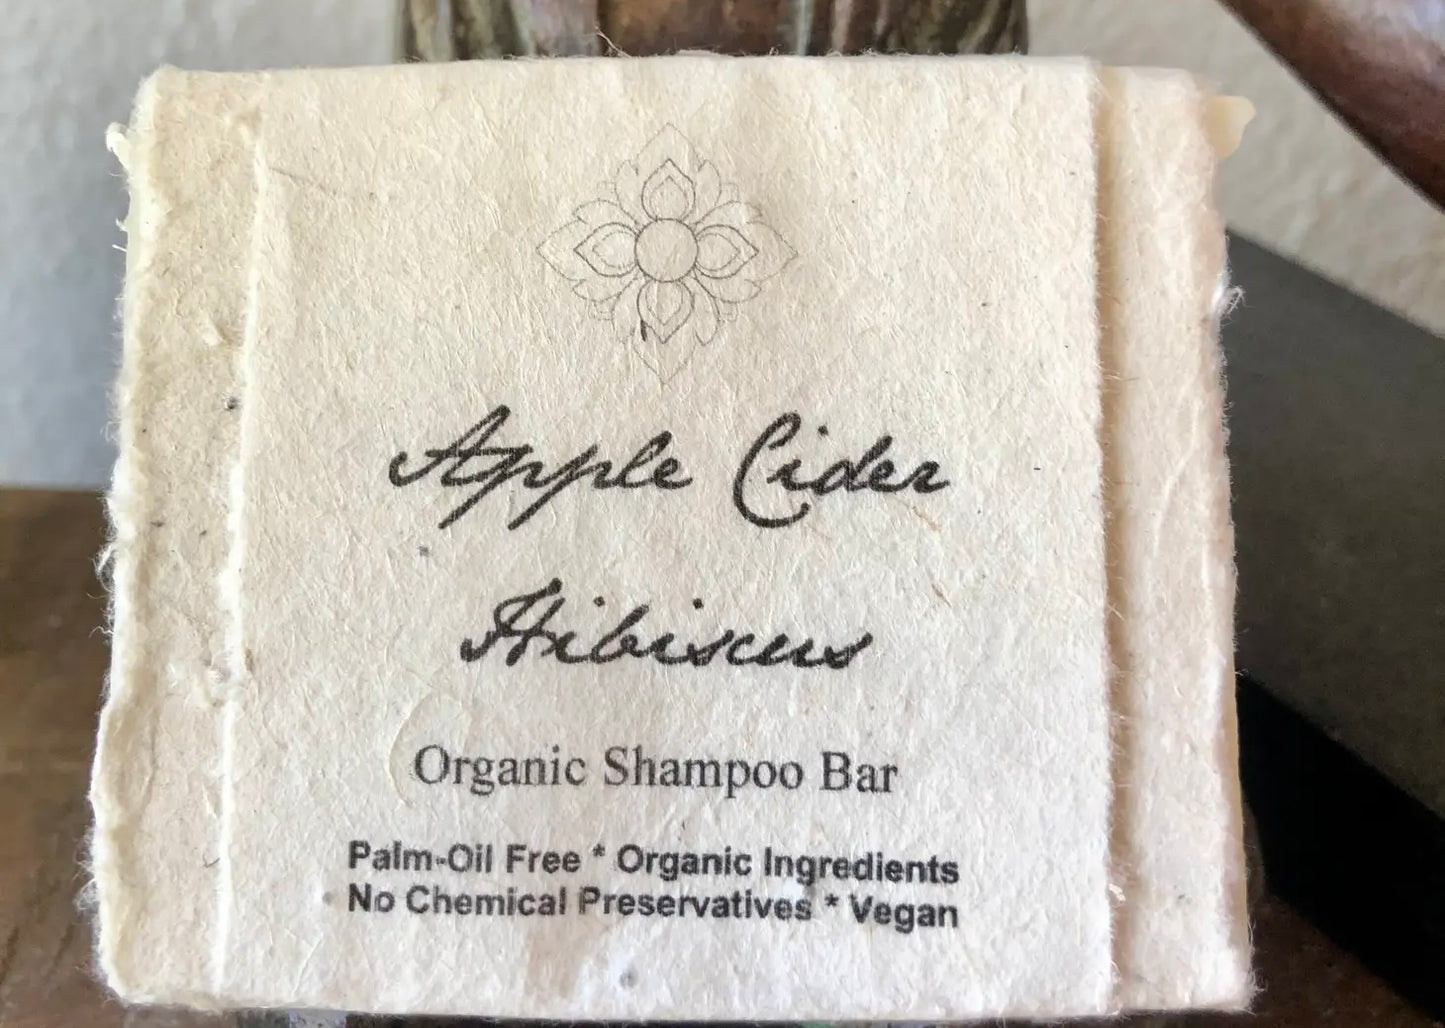 Apple Cider
Hibiscus
Organic Shampoo Bar
Palm-Oil Free * Organic Ingredients
No Chemical Preservatives * Vegan